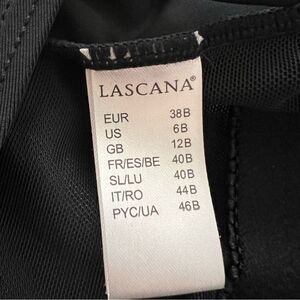 LASCANA®
EUR 38B
US 6B
GB 12B
FR/ES/BE 40B
SL/LU 40B
IT/RO 44B
PYC/UA 46B